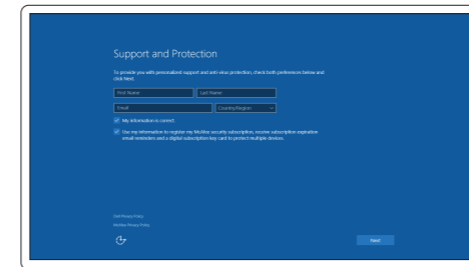 Support and Protection
To provide you with personalized support and anti-virus protection, check both preferences below and
click Next.
First Name
Last Name
Email
Country/Region
My information is correct.
Use my information to register my McAfee security subscription, receive subscription expiration
email reminders and a digital subscription key card to protect multiple devices.
Dell Privacy Policy
McAfee Privacy Policy
Next